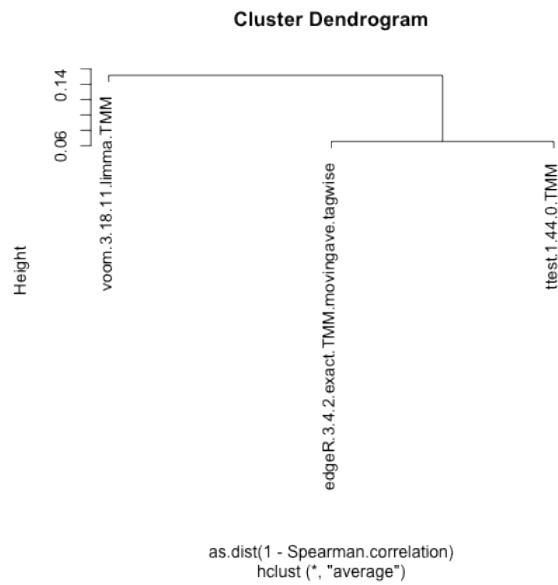 Cluster Dendrogram
Height
0.06
0.14
voom.3.18.11.limma.TMM
edgeR.3.4.2.exact.TMM.movingave.tagwise
ttest.1.44.0.TMM
as.dist(1 - Spearman.correlation)
hclust (*, "average")